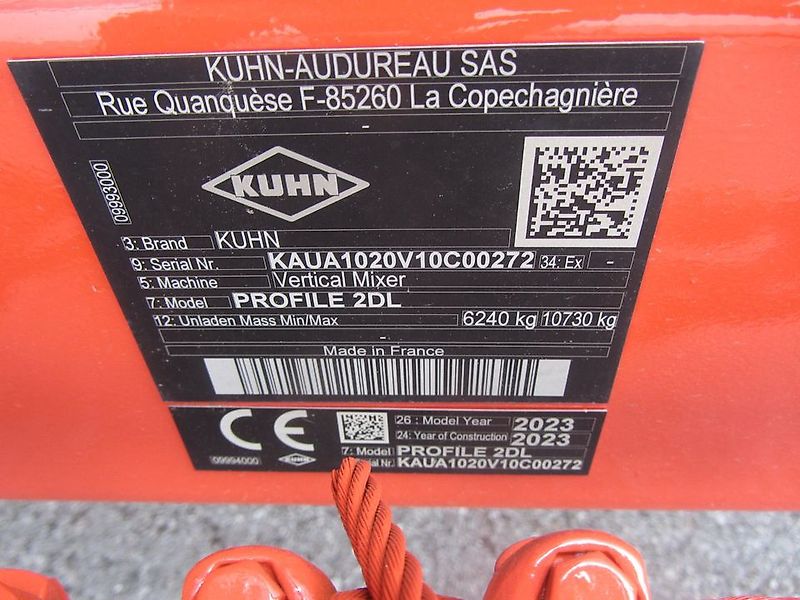 KUHN-AUDUREAU SAS
Rue Quanquèse F-85260 La Copechagnière
-
09993000
KUHN
3: Brand KUHN
9: Serial Nr. KAUA1020V10C00272 34: Ex -
5: Machine Vertical Mixer
7: Model PROFILE 2DL
12: Unladen Mass Min/Max 6240 kg 10730 kg
-
Made in France
CE
09994000
KUHN
26 : Model Year 2023
24: Year of Construction 2023
7: Model PROFILE 2DL
Serial Nr. KAUA1020V10C00272